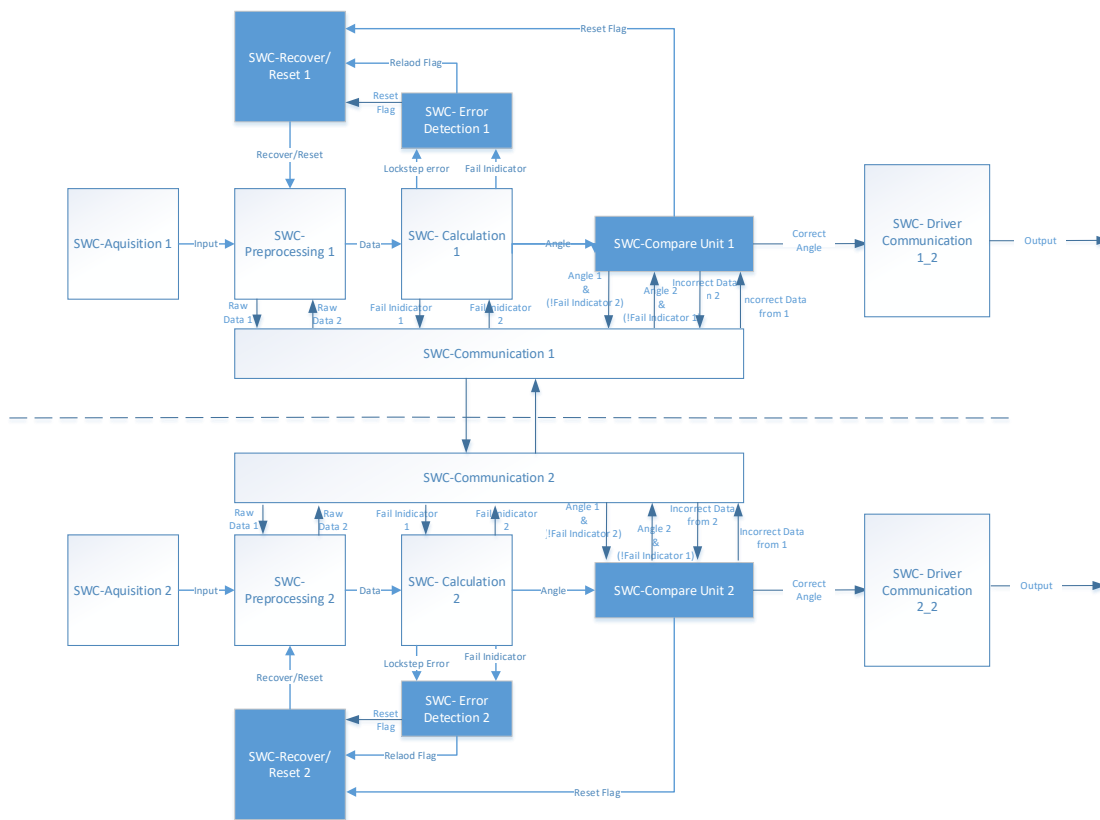 Reset Flag
SWC-Recover/
Reset 1
Relaod Flag
Reset
Flag
SWC- Error
Detection 1
Recover/Reset
Lockstep error
Fail Inidicator
SWC-Aquisition 1
Input
SWC-
Preprocessing 1
Data
SWC- Calculation
1
Angle
SWC-Compare Unit 1
Correct
Angle
SWC- Driver
Communication
1_2
Output
Raw
Data 1
Raw
Data 2
Fail Inidicator
1
Fail Inidicator
2
Angle 1
&
(!Fail Indicator 2)
Angle 2
&
(!Fail Indicator 1
Incorrect Data
n 2
ncorrect Data
from 1
SWC-Communication 1
SWC-Communication 2
Raw
Data 1
Raw
Data 2
Fail Inidicator
1
Fail Inidicator
2
Angle 1
&
(!Fail Indicator 2)
Angle 2
&
(!Fail Indicator 1)
Incorrect Data
from 2
Incorrect Data
from 1
SWC-Aquisition 2
Input
SWC-
Preprocessing 2
Data
SWC- Calculation
2
Angle
SWC-Compare Unit 2
Correct
Angle
SWC- Driver
Communication
2_2
Output
Lockstep Error
Fail Inidicator
Recover/Reset
SWC- Error
Detection 2
Reset
Flag
SWC-Recover/
Reset 2
Relaod Flag
Reset Flag